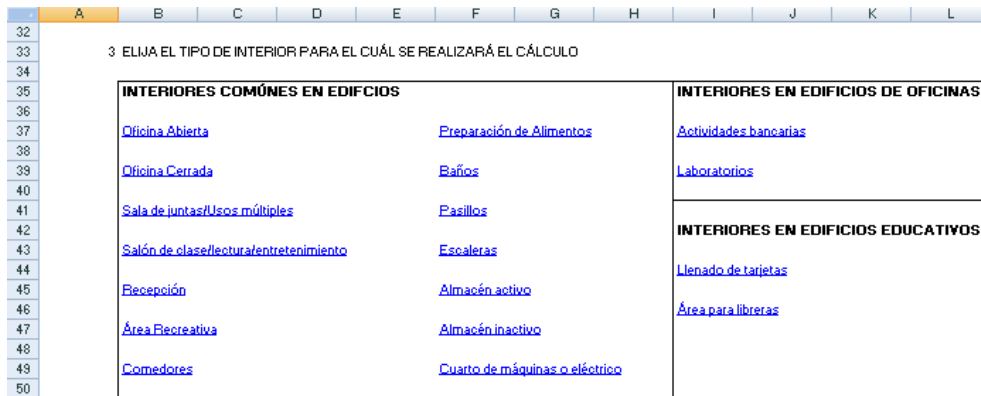 A B C D E F G H I J K L
32
33 3 ELIJA EL TIPO DE INTERIOR PARA EL CUÁL SE REALIZARÁ EL CÁLCULO
34
35 INTERIORES COMÚNES EN EDIFCIOS INTERIORES EN EDIFICIOS DE OFICINAS
36
37 Oficina Abierta Preparación de Alimentos Actividades bancarias
38
39 Oficina Cerrada Baños Laboratorios
40
41 Sala de juntas/Usos múltiples Pasillos
42 INTERIORES EN EDIFICIOS EDUCATIVOS
43 Salón de clase/lectura/entretenimiento Escaleras
44 Llenado de tarjetas
45 Recepción Almacén activo
46 Área para libreras
47 Área Recreativa Almacén inactivo
48
49 Comedores Cuarto de máquinas o eléctrico
50